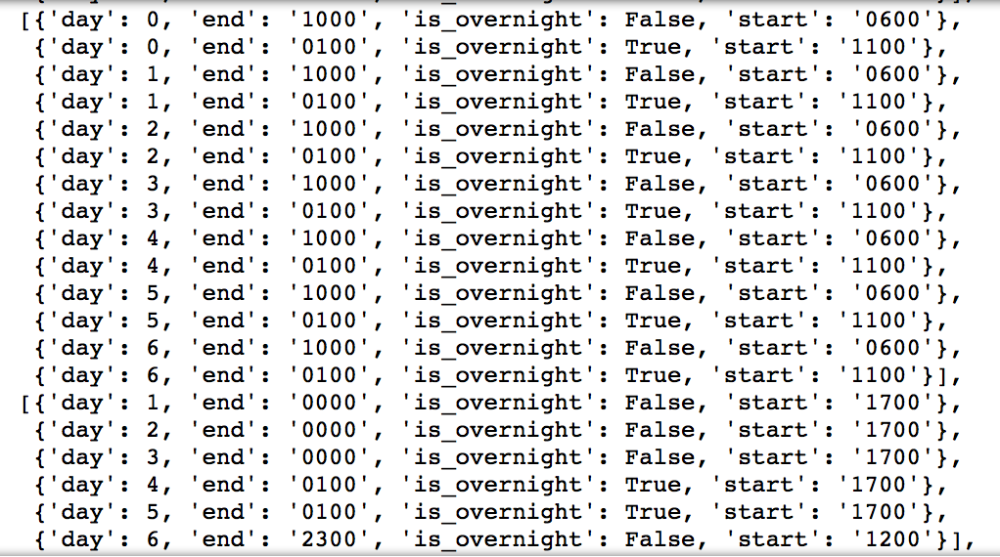 [{'day': 0, 'end': '1000', 'is_overnight': False, 'start': '0600'},
{'day': 0, 'end': '0100', 'is_overnight': True, 'start': '1100'},
{'day': 1, 'end': '1000', 'is_overnight': False, 'start': '0600'},
{'day': 1, 'end': '0100', 'is_overnight': True, 'start': '1100'},
{'day': 2, 'end': '1000', 'is_overnight': False, 'start': '0600'},
{'day': 2, 'end': '0100', 'is_overnight': True, 'start': '1100'},
{'day': 3, 'end': '1000', 'is_overnight': False, 'start': '0600'},
{'day': 3, 'end': '0100', 'is_overnight': True, 'start': '1100'},
{'day': 4, 'end': '1000', 'is_overnight': False, 'start': '0600'},
{'day': 4, 'end': '0100', 'is_overnight': True, 'start': '1100'},
{'day': 5, 'end': '1000', 'is_overnight': False, 'start': '0600'},
{'day': 5, 'end': '0100', 'is_overnight': True, 'start': '1100'},
{'day': 6, 'end': '1000', 'is_overnight': False, 'start': '0600'},
{'day': 6, 'end': '0100', 'is_overnight': True, 'start': '1100'}],
[{'day': 1, 'end': '0000', 'is_overnight': False, 'start': '1700'},
{'day': 2, 'end': '0000', 'is_overnight': False, 'start': '1700'},
{'day': 3, 'end': '0000', 'is_overnight': False, 'start': '1700'},
{'day': 4, 'end': '0100', 'is_overnight': True, 'start': '1700'},
{'day': 5, 'end': '0100', 'is_overnight': True, 'start': '1700'},
{'day': 6, 'end': '2300', 'is_overnight': False, 'start': '1200'}],